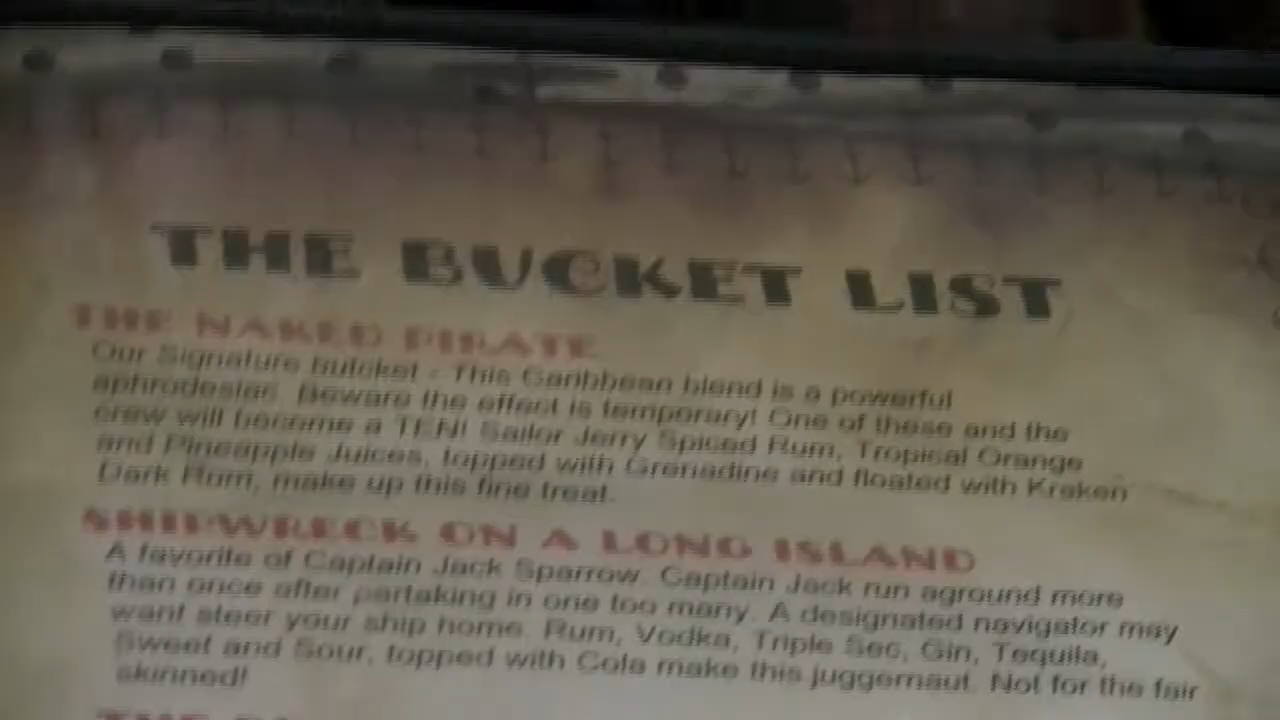 THE BUCKET LIST
THE NAKED PIRATE
Our Signature butcket - This Caribbean blend is a powerful
aphrodesiac. Beware the effect is temporary! One of these and the
crew will become a TEN! Sailor Jerry Spiced Rum, Tropical Orange
and Pineapple Juices, topped with Grenadine and floated with Kraken
Dark Rum, make up this fine treat.
SHIPWRECK ON A LONG ISLAND
A favorite of Captain Jack Sparrow. Captain Jack run aground more
than once after partaking in one too many. A designated navigator may
want steer your ship home. Rum, Vodka, Triple Sec, Gin, Tequila,
Sweet and Sour, topped with Cola make this juggernaut. Not for the fair
skinned!